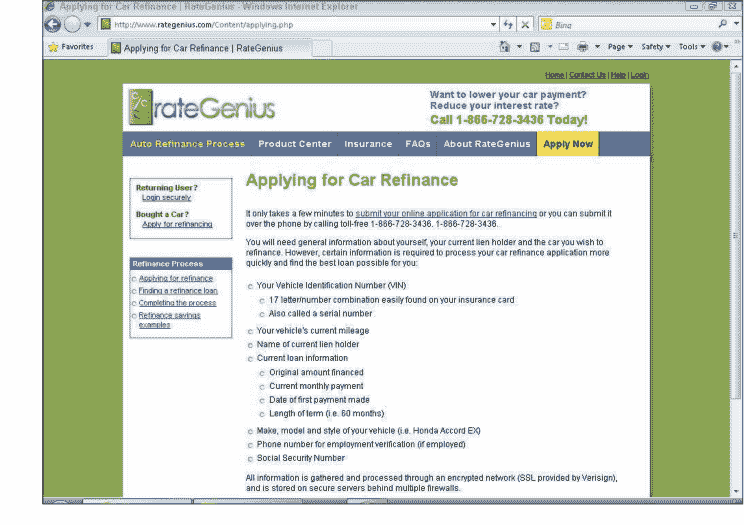 Applying for Car Refinance | RateGenius - Windows Internet Explorer
http://www.rategenius.com/Content/applying.php
Bing
Favorites
Applying for Car Refinance | RateGenius
Page
Safety
Tools
Home | Contact Us | Help | Login
rateGenius
Want to lower your car payment?
Reduce your interest rate?
Call 1-866-728-3436 Today!
Auto Refinance Process
Product Center
Insurance
FAQs
About RateGenius
Apply Now
Returning User?
Login securely
Bought a Car?
Apply for refinancing
Refinance Process
Applying for refinance
Finding a refinance loan
Completing the process
Refinance savings
examples
Applying for Car Refinance
It only takes a few minutes to submit your online application for car refinancing or you can submit it
over the phone by calling toll-free 1-866-728-3436. 1-866-728-3436.
You will need general information about yourself, your current lien holder and the car you wish to
refinance. However, certain information is required to process your car refinance application more
quickly and find the best loan possible for you:
Your Vehicle Identification Number (VIN)
17 letter/number combination easily found on your insurance card
Also called a serial number
Your vehicle's current mileage
Name of current lien holder
Current loan information
Original amount financed
Current monthly payment
Date of first payment made
Length of term (i.e. 60 months)
Make, model and style of your vehicle (i.e. Honda Accord EX)
Phone number for employment verification (if employed)
Social Security Number
All information is gathered and processed through an encrypted network (SSL provided by Verisign),
and is stored on secure servers behind multiple firewalls.